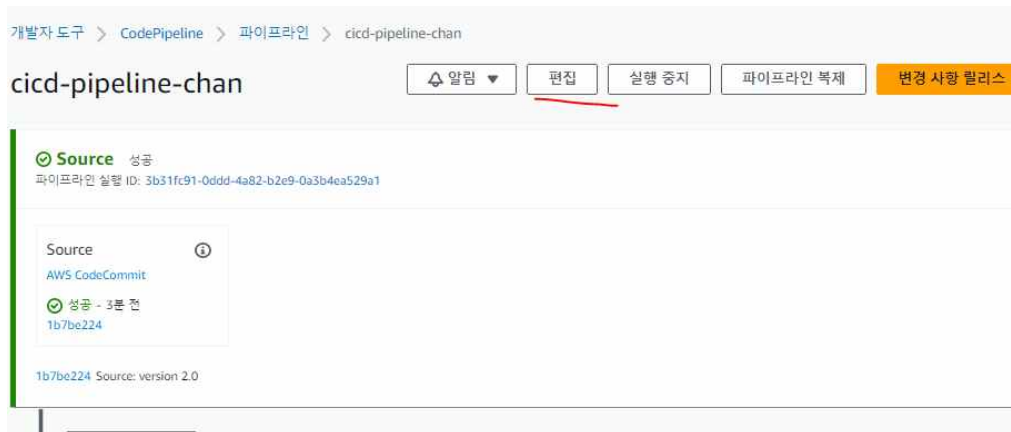 개발자 도구 > CodePipeline > 파이프라인 > cicd-pipeline-chan
cicd-pipeline-chan 알림 ▼ 편집 실행 중지 파이프라인 복제 변경 사항 릴리스
Source 성공
파이프라인 실행 ID: 3b31fc91-0ddd-4a82-b2e9-0a3b4ea529a1
Source
AWS CodeCommit
성공 - 3분 전
1b7be224
1b7be224 Source: version 2.0